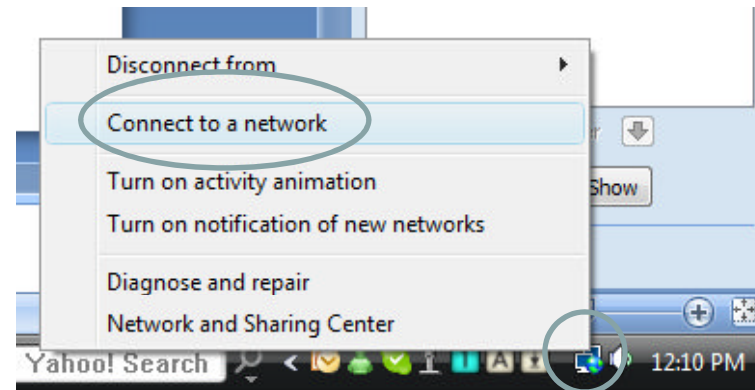 Disconnect from
Connect to a network
Turn on activity animation
Show
Turn on notification of new networks
Diagnose and repair
Network and Sharing Center
Yahoo! Search
A
12:10 PM